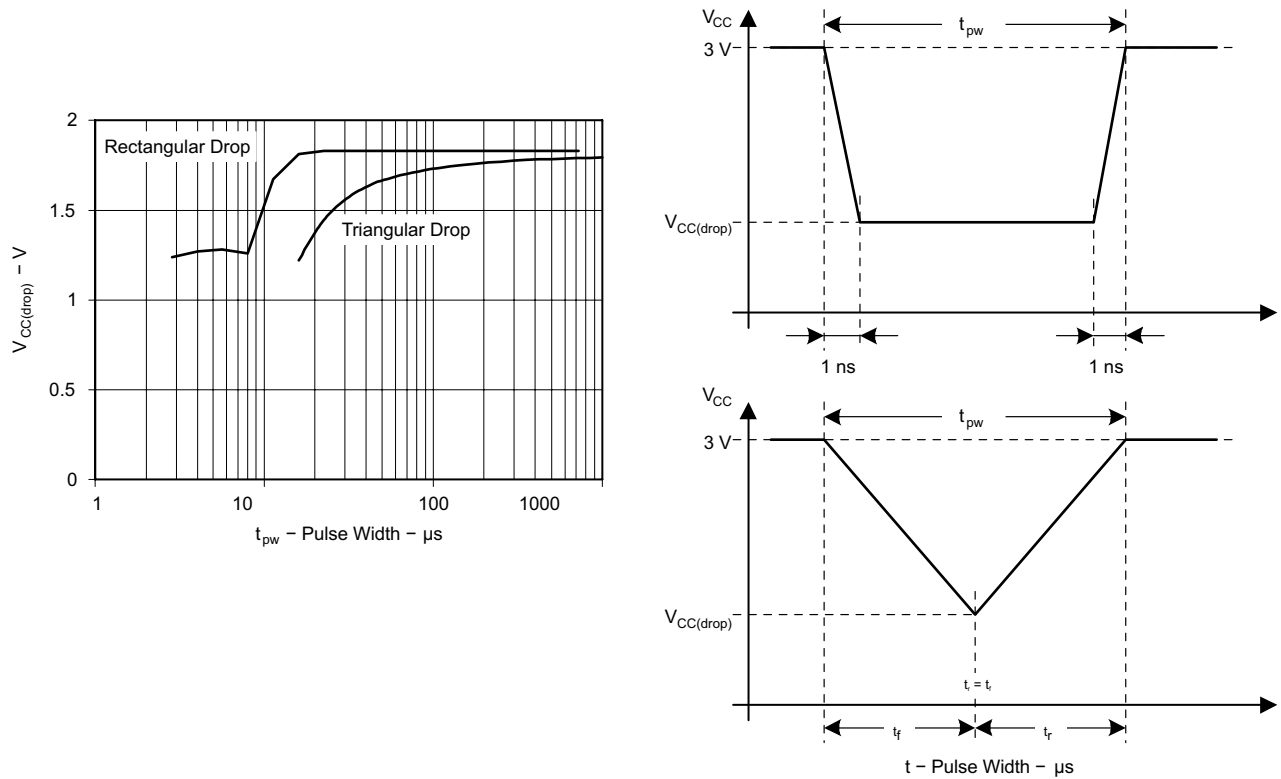 2
Rectangular Drop
1.5
Triangular Drop
1
0.5
0
V CC(drop) − V
1
10
100
1000
tpw − Pulse Width − µs
VCC
3 V
tpw
VCC(drop)
1 ns
1 ns
VCC
3 V
tpw
VCC(drop)
tf
tr
t − Pulse Width − µs